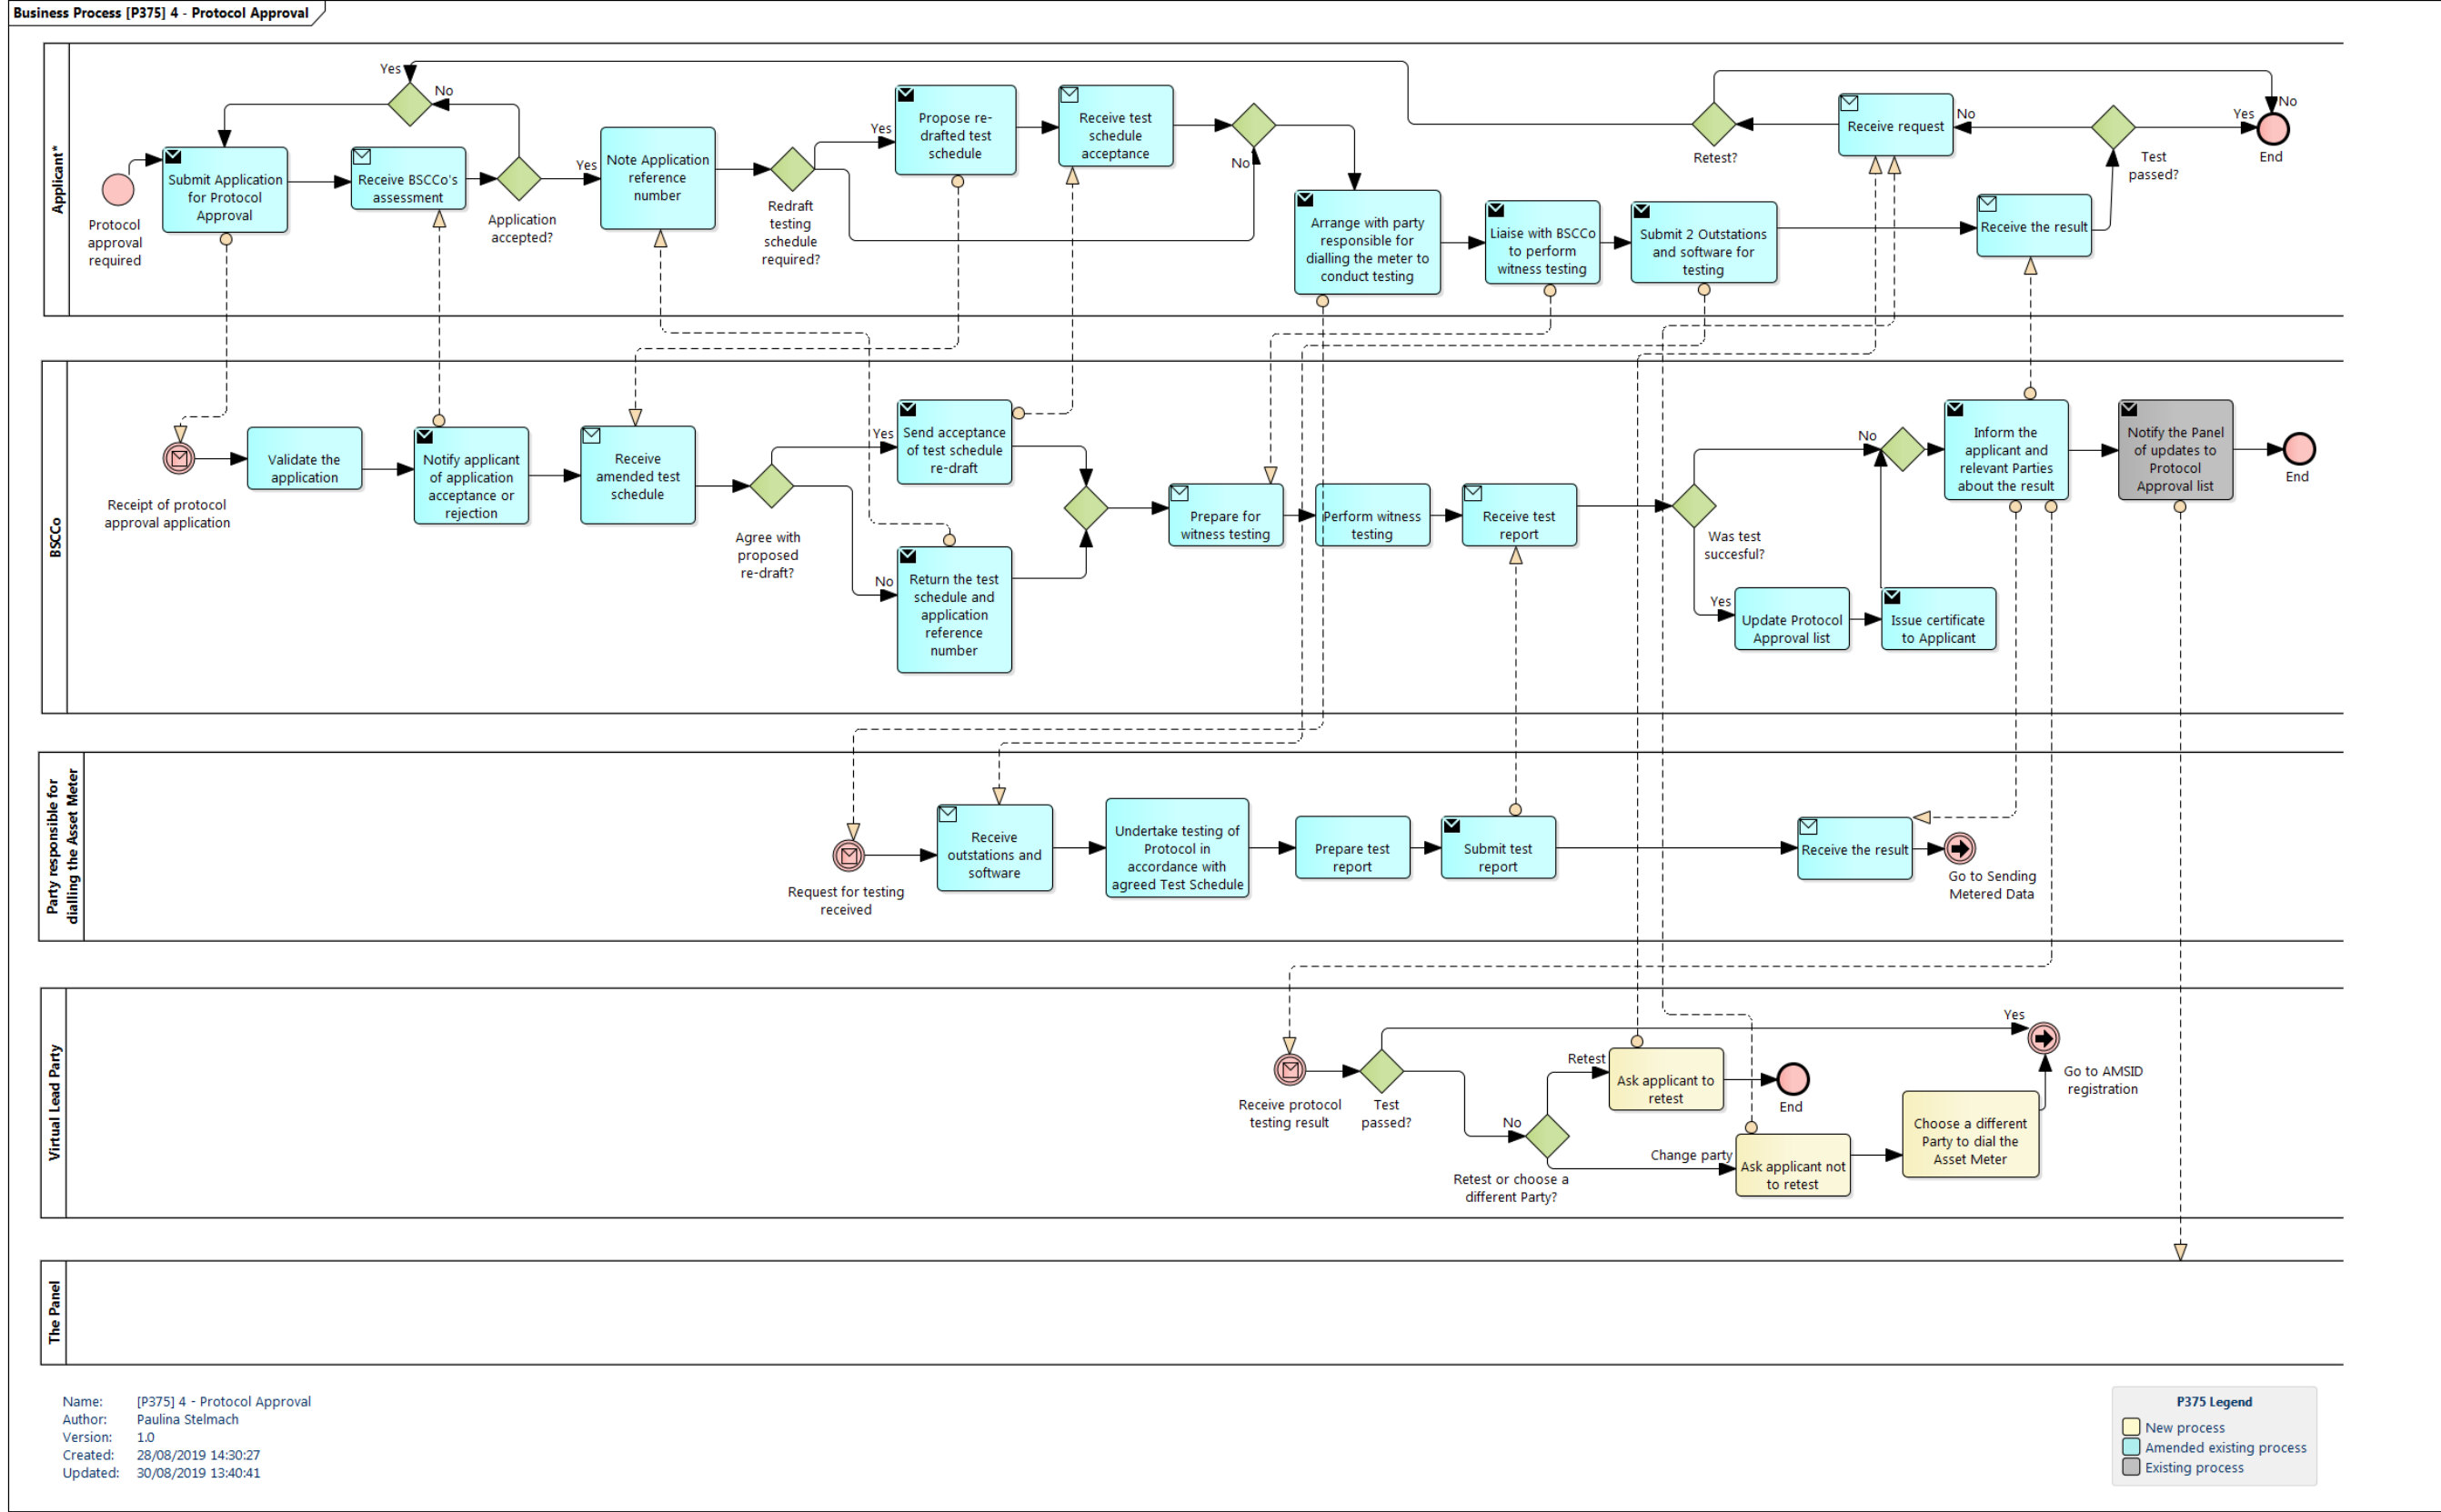 Business Process [P375] 4 - Protocol Approval
Applicant*
Protocol
approval
required
Submit Application
for Protocol
Approval
Yes
No
Receive BSCCo's
assessment
Application
accepted?
Yes
Note Application
reference
number
Redraft
testing
schedule
required?
Yes
Propose re-
drafted test
schedule
Receive test
schedule
acceptance
No
Arrange with party
responsible for
dialling the meter to
conduct testing
Liaise with BSCCo
to perform
witness testing
Submit 2 Outstations
and software for
testing
Retest?
Receive request
No
Receive the result
Test
passed?
Yes
No
End
BSCCo
Receipt of protocol
approval application
Validate the
application
Notify applicant
of application
acceptance or
rejection
Receive
amended test
schedule
Agree with
proposed
re-draft?
Yes
Send acceptance
of test schedule
re-draft
No
Return the test
schedule and
application
reference
number
Prepare for
witness testing
Perform witness
testing
Receive test
report
Was test
succesful?
No
Yes
Update Protocol
Approval list
Issue certificate
to Applicant
Inform the
applicant and
relevant Parties
about the result
Notify the Panel
of updates to
Protocol
Approval list
End
Party responsible for
dialling the Asset Meter
Request for testing
received
Receive
outstations and
software
Undertake testing of
Protocol in
accordance with
agreed Test Schedule
Prepare test
report
Submit test
report
Receive the result
Go to Sending
Metered Data
Virtual Lead Party
Receive protocol
testing result
Test
passed?
Yes
No
Retest or choose a
different Party?
Retest
Ask applicant to
retest
End
Change party
Ask applicant not
to retest
Choose a different
Party to dial the
Asset Meter
Go to AMSID
registration
The Panel
Name: [P375] 4 - Protocol Approval
Author: Paulina Stelmach
Version: 1.0
Created: 28/08/2019 14:30:27
Updated: 30/08/2019 13:40:41
P375 Legend
New process
Amended existing process
Existing process